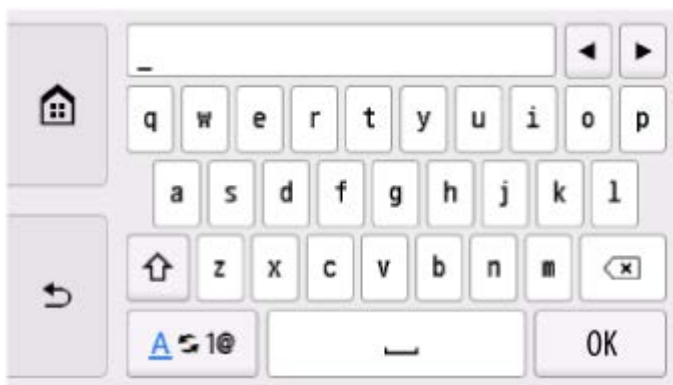 _
q w e r t y u i o p
a s d f g h j k l
z x c v b n m
A 1@ OK